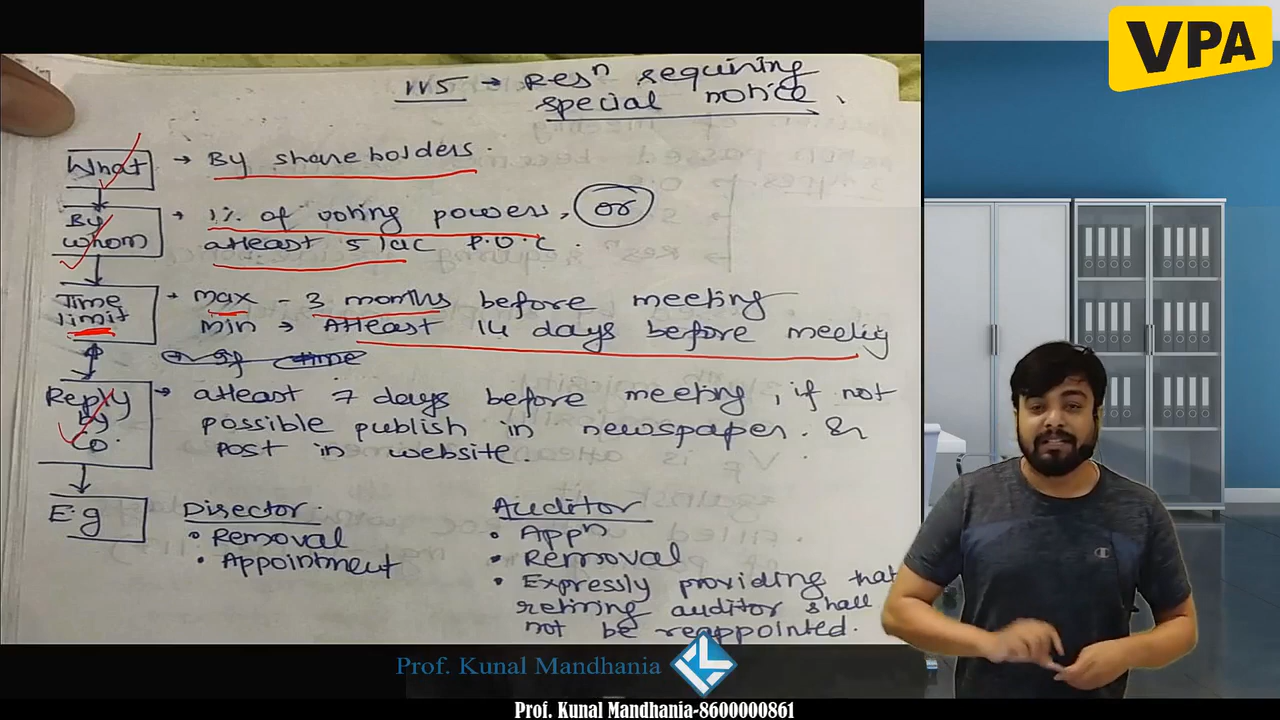 VPA
115 → Resⁿ requiring
special notice.
What → By shareholders.
By
whom → 1% of voting powers, or
atleast 5 lac P.U.C.
Time
limit → max - 3 months before meeting
min → Atleast 14 days before meetig
Reply
by
co. → atleast 7 days before meeting, if not
possible publish in newspaper. &
post in website.
E.g Director. Auditor
• Removal • Appⁿ
• Appointment • Removal
• Expressly providing that
retiring auditor shall
not be reappointed.
Prof. Kunal Mandhania
Prof. Kunal Mandhania-8600000861